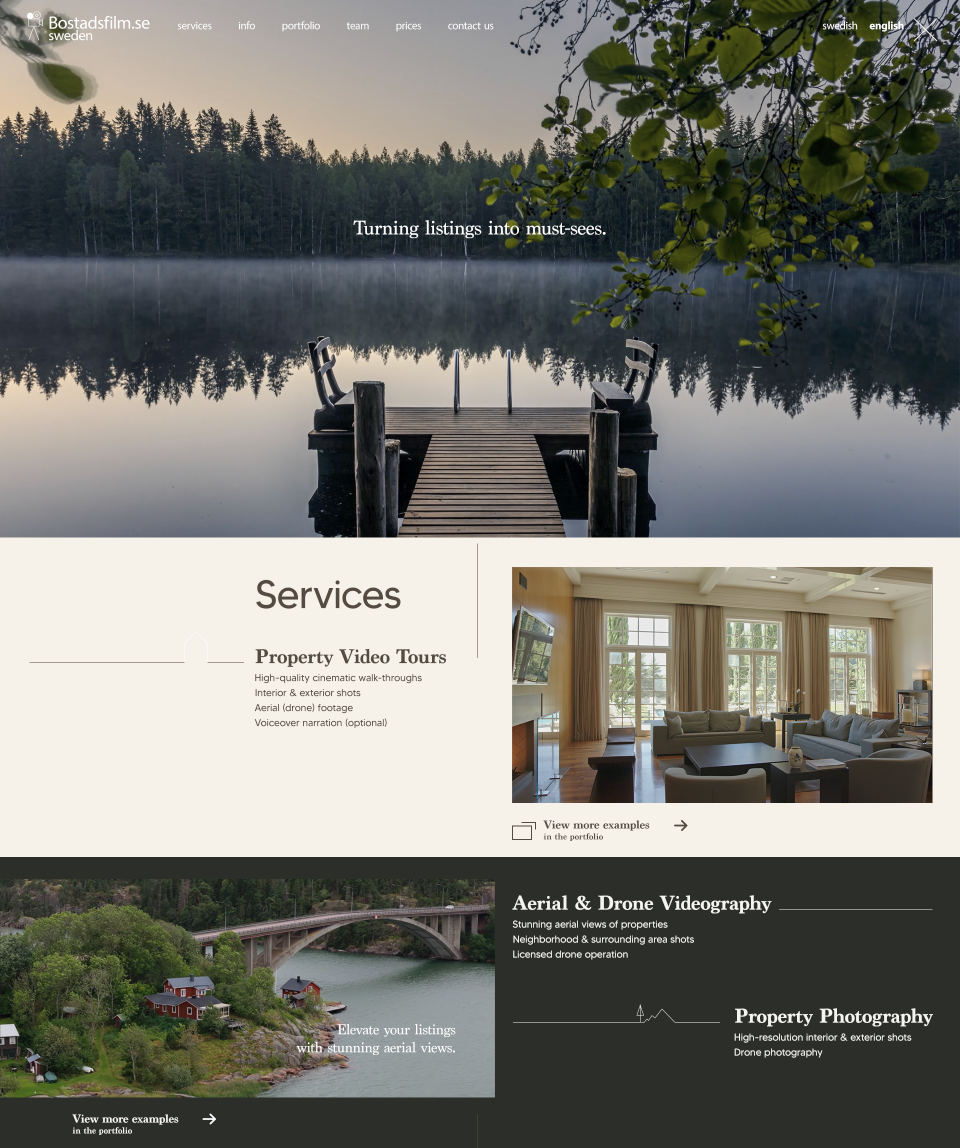 Bostadsfilm.se
sweden
services info portfolio team prices contact us
swedish english
Turning listings into must-sees.
Services
Property Video Tours
High-quality cinematic walk-throughs
Interior & exterior shots
Aerial (drone) footage
Voiceover narration (optional)
View more examples
in the portfolio
Aerial & Drone Videography
Stunning aerial views of properties
Neighborhood & surrounding area shots
Licensed drone operation
Elevate your listings
with stunning aerial views.
Property Photography
High-resolution interior & exterior shots
Drone photography
View more examples
in the portfolio